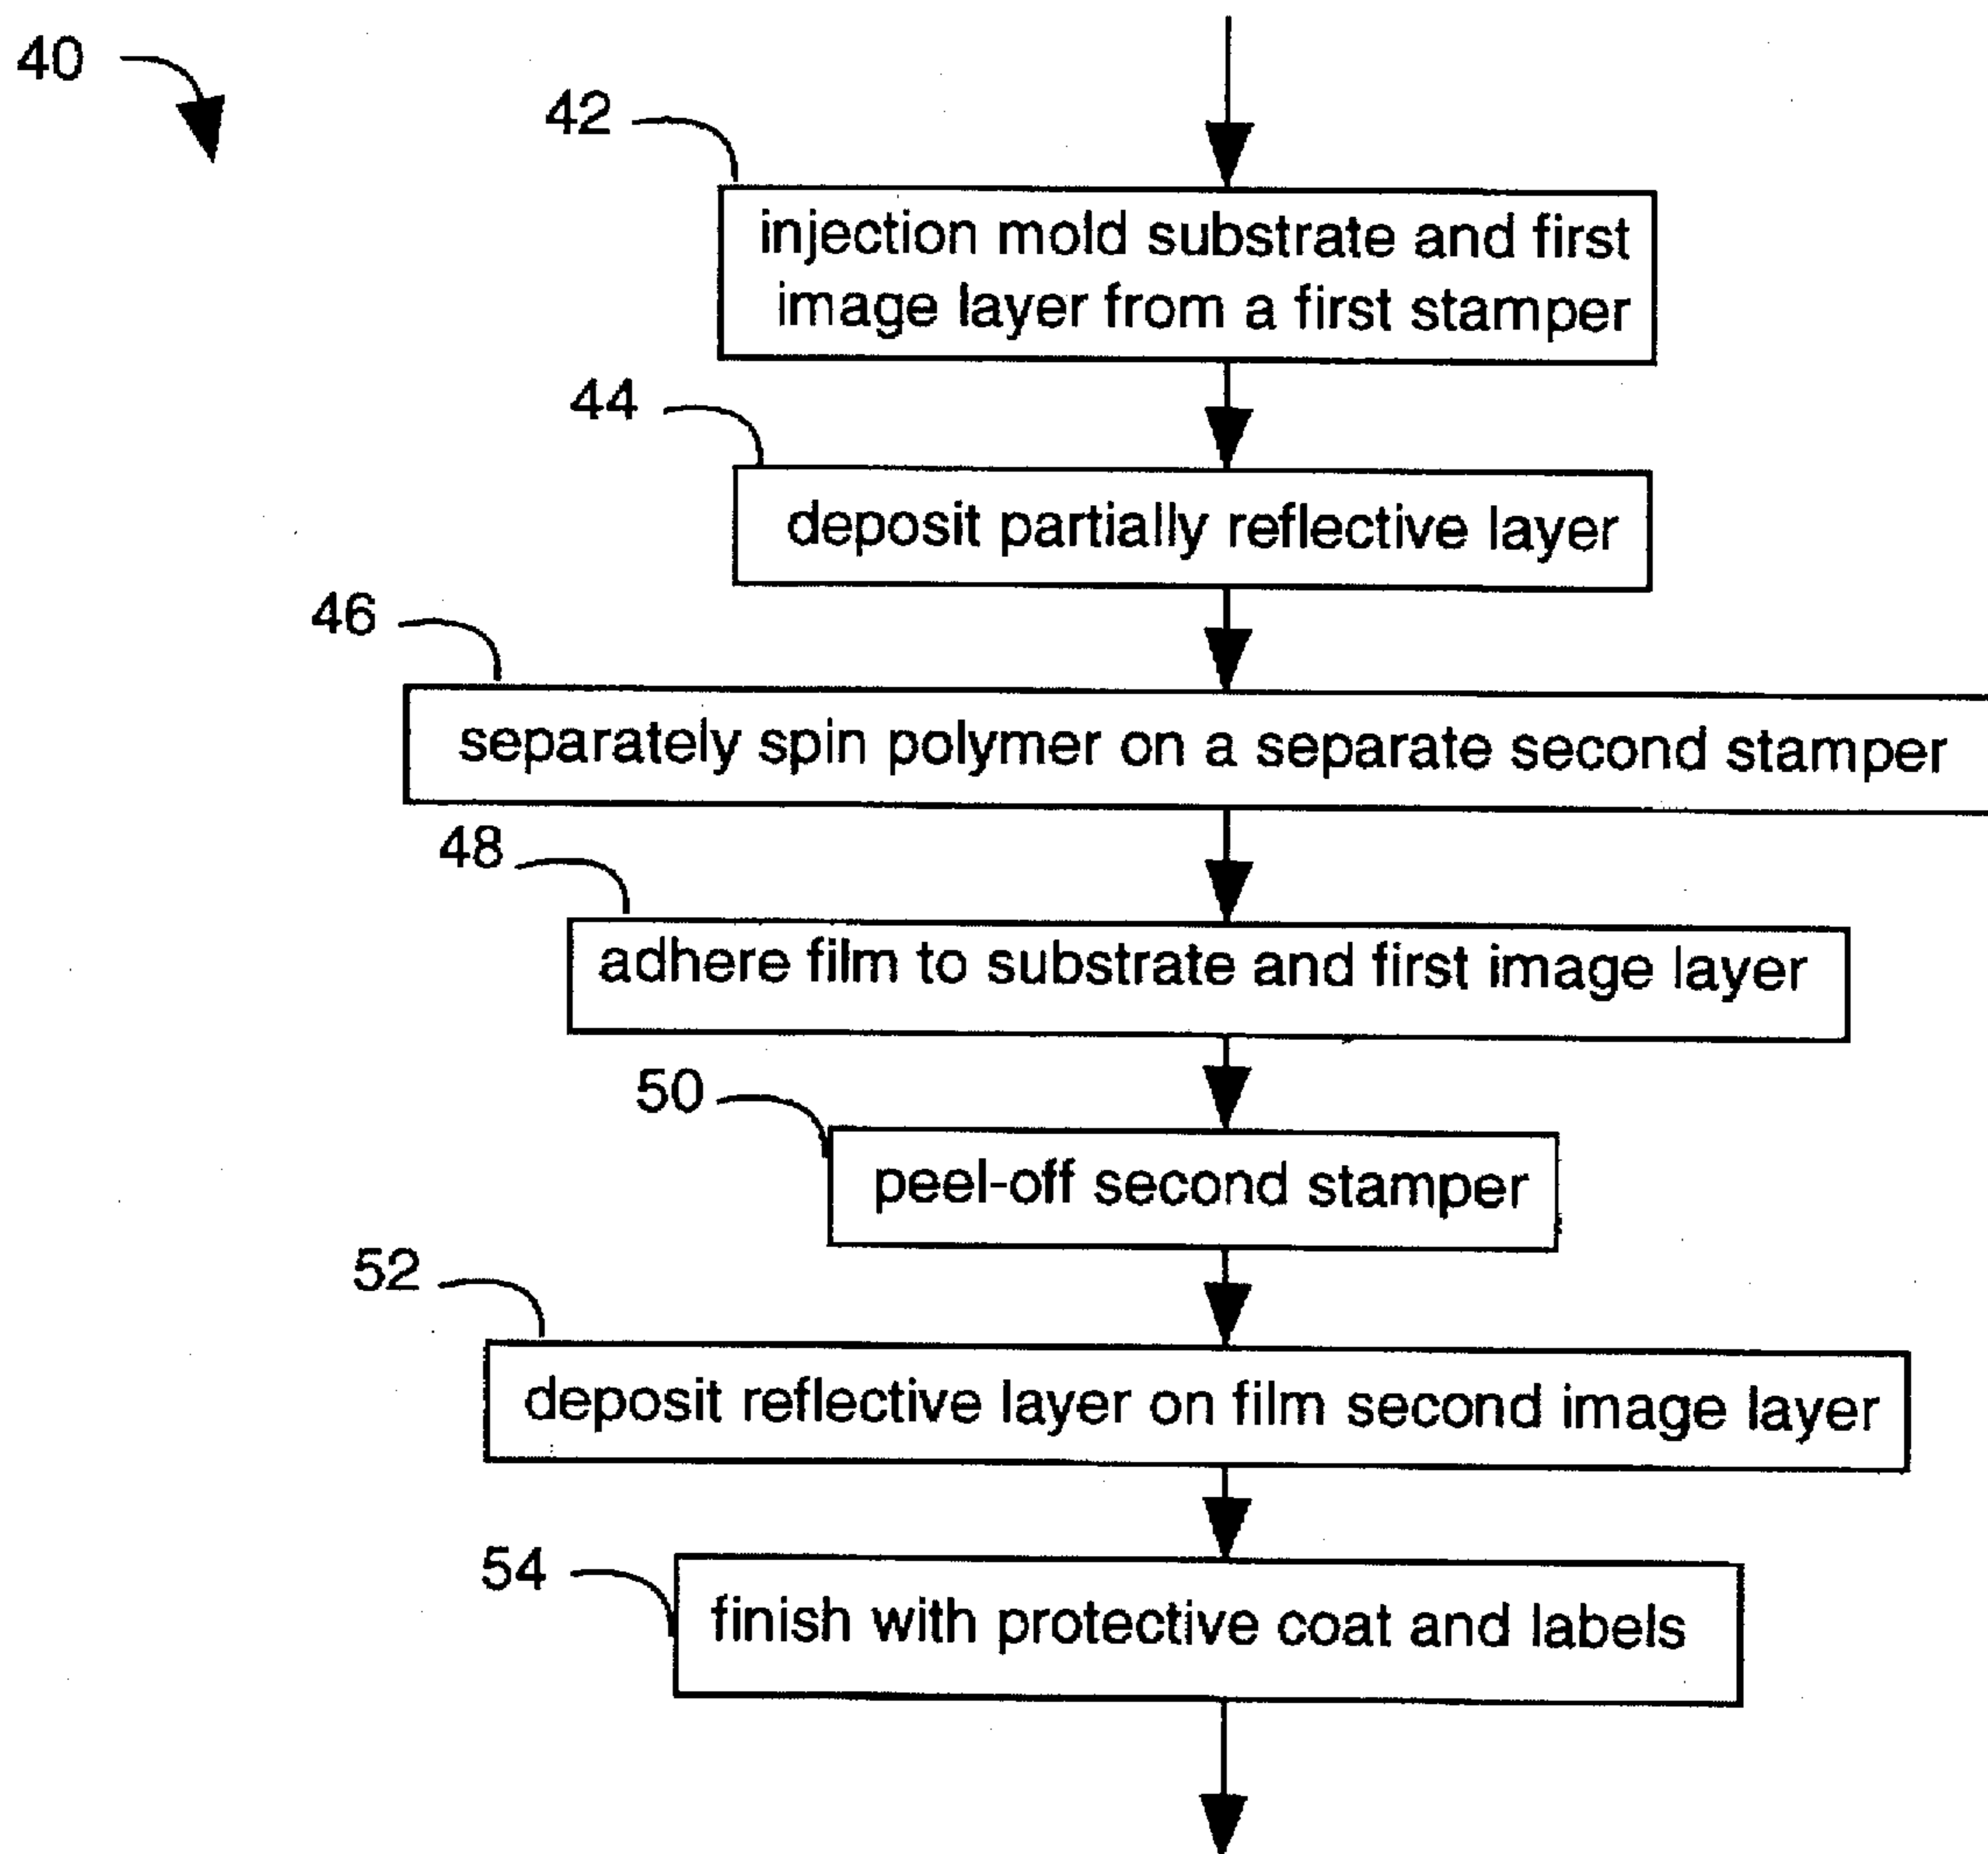 40
42
injection mold substrate and first
image layer from a first stamper
44
deposit partially reflective layer
46
separately spin polymer on a separate second stamper
48
adhere film to substrate and first image layer
50
peel-off second stamper
52
deposit reflective layer on film second image layer
54
finish with protective coat and labels